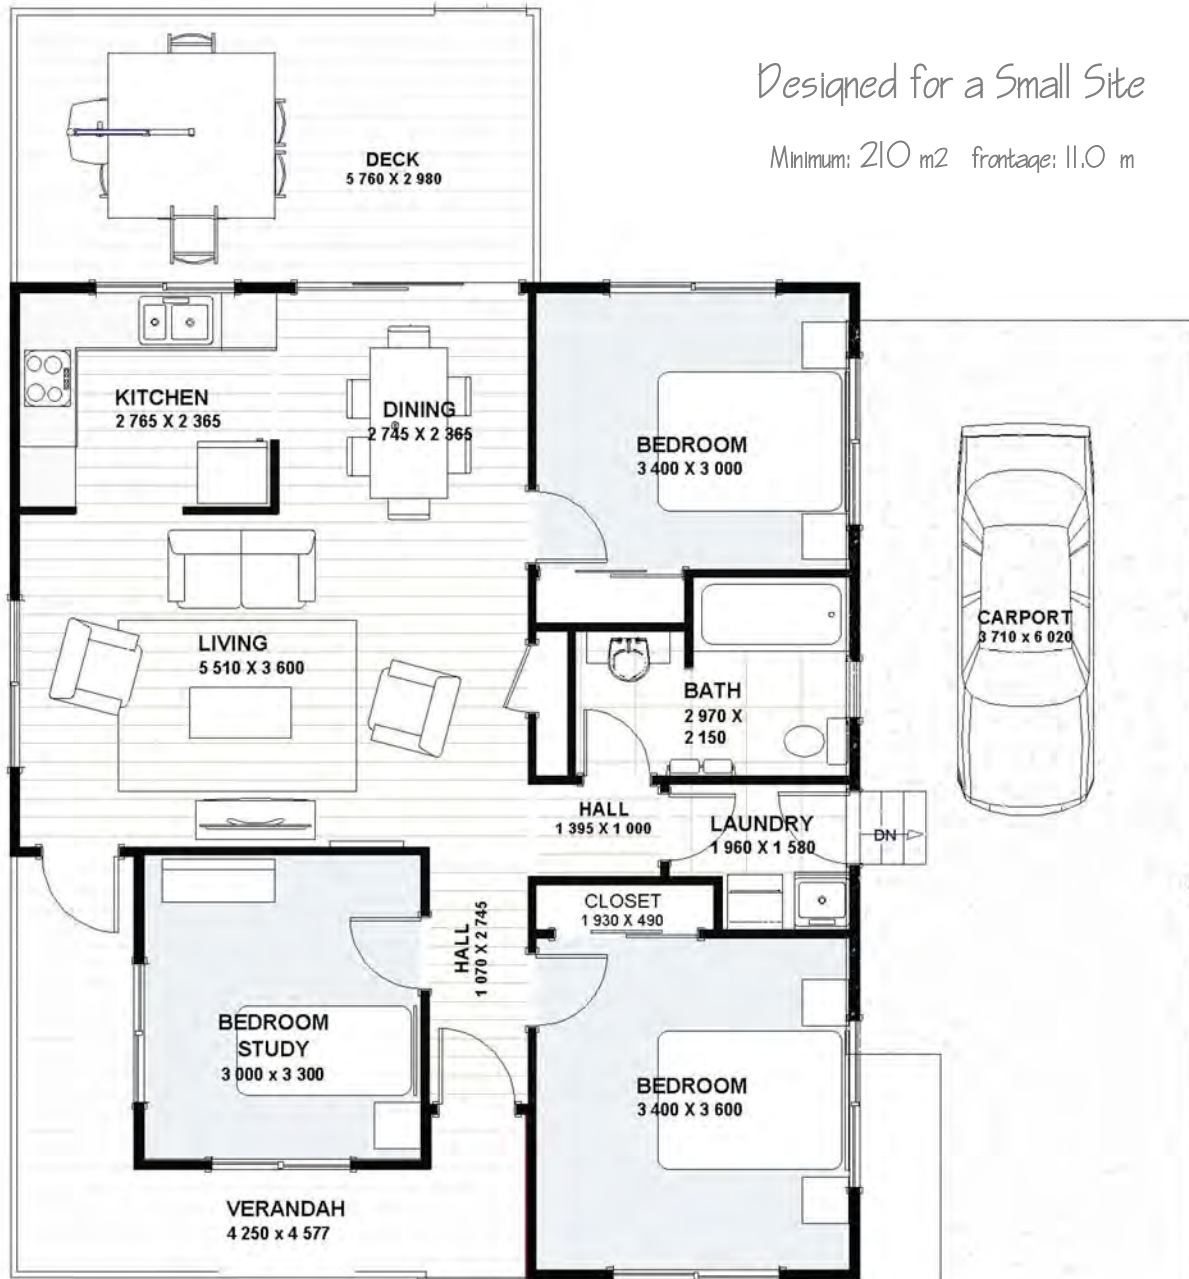 Designed for a Small Site
Minimum: 210 m2 frontage: 11.0 m
DECK
5 760 X 2 980
KITCHEN
2 765 X 2 365
DINING
2 745 X 2 365
BEDROOM
3 400 X 3 000
LIVING
5 510 X 3 600
BATH
2 970 X
2 150
CARPORT
3 710 x 6 020
HALL
1 395 X 1 000
LAUNDRY
1 960 X 1 580
DN
CLOSET
1 930 X 490
HALL
1 070 X 2 745
BEDROOM
STUDY
3 000 x 3 300
BEDROOM
3 400 X 3 600
VERANDAH
4 250 x 4 577